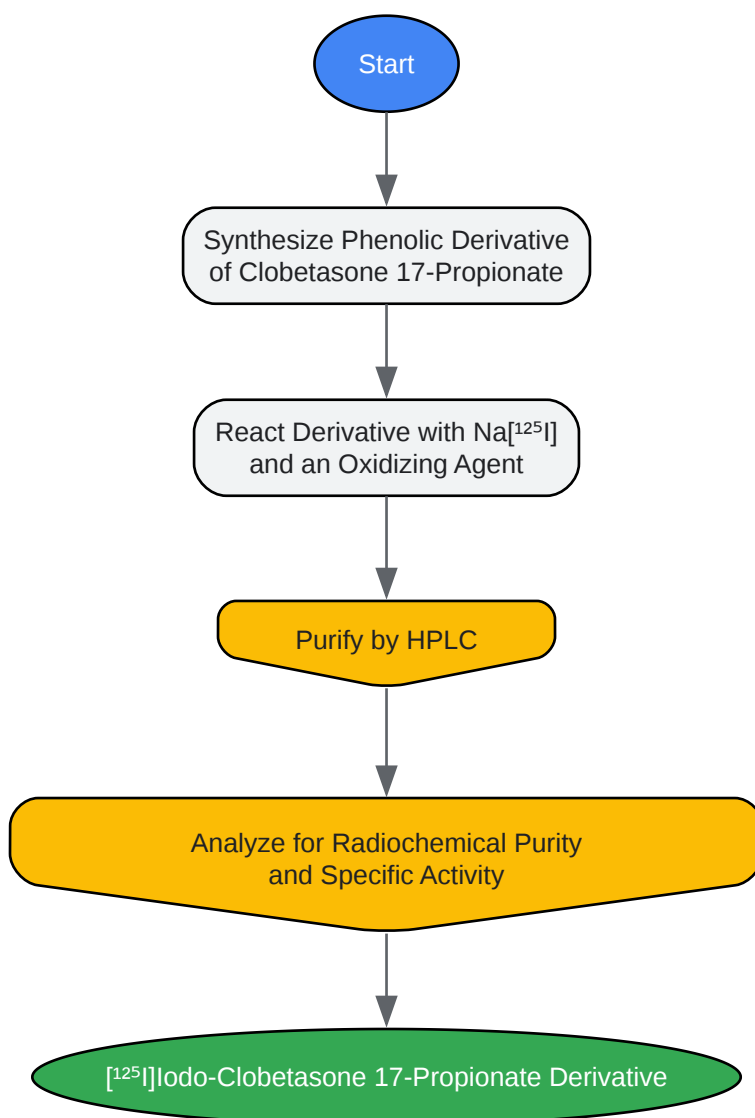 Start
Synthesize Phenolic Derivative
of Clobetasone 17-Propionate
React Derivative with Na[¹²⁵I]
and an Oxidizing Agent
Purify by HPLC
Analyze for Radiochemical Purity
and Specific Activity
[¹²⁵I]Iodo-Clobetasone 17-Propionate Derivative